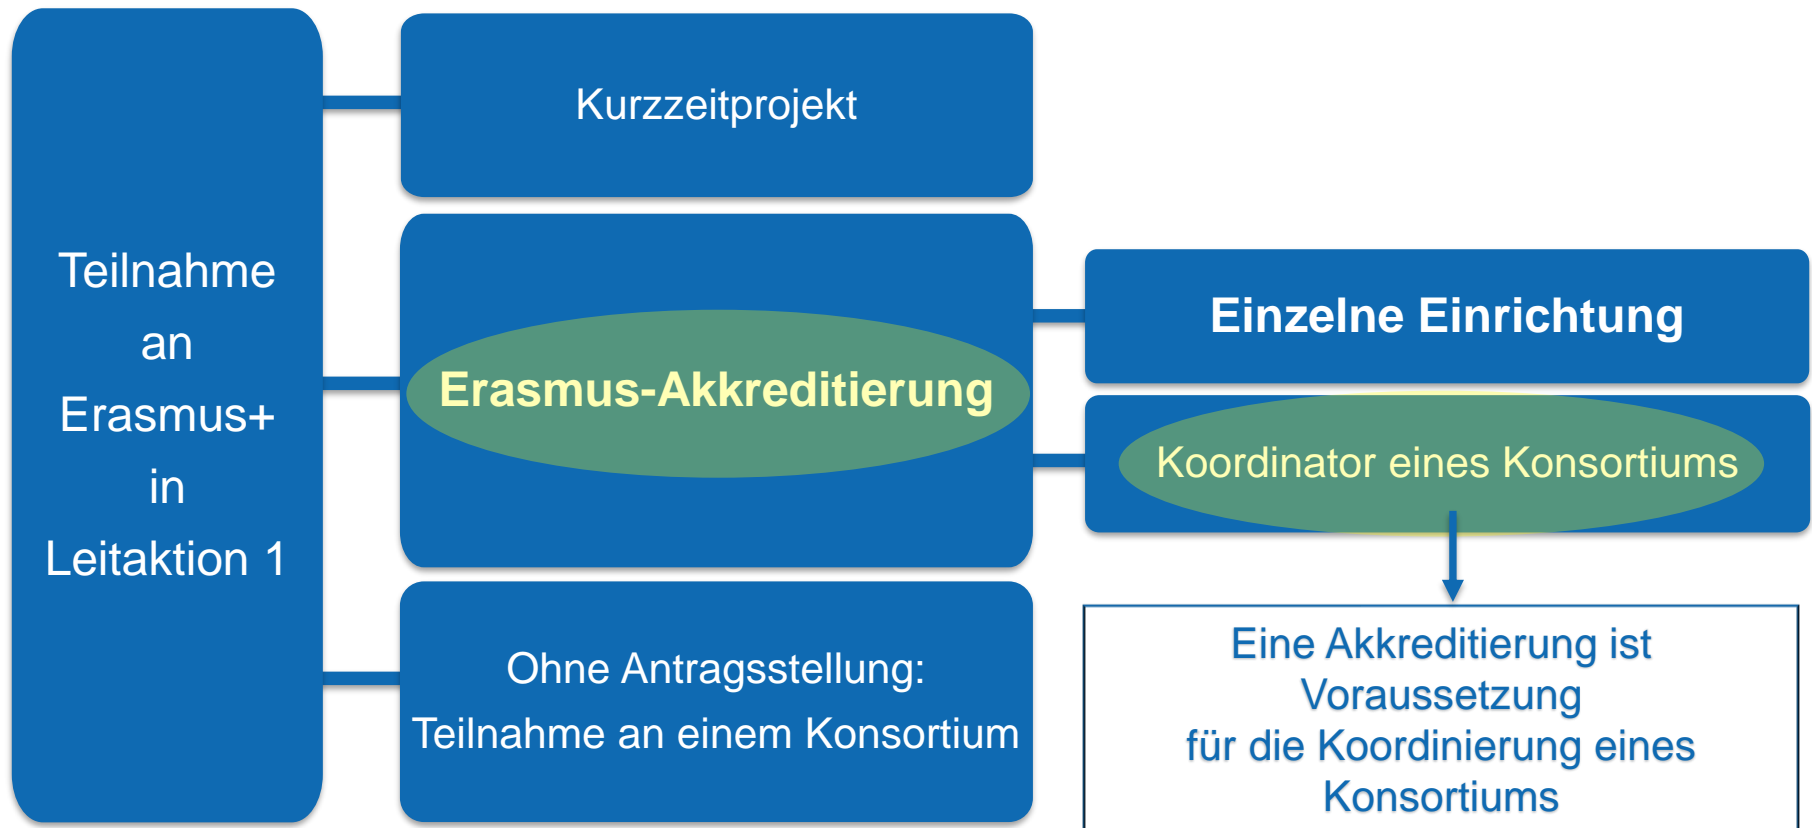 Teilnahme
an
Erasmus+
in
Leitaktion 1
Kurzzeitprojekt
Erasmus-Akkreditierung
Ohne Antragsstellung:
Teilnahme an einem Konsortium
Einzelne Einrichtung
Koordinator eines Konsortiums
Eine Akkreditierung ist
Voraussetzung
für die Koordinierung eines
Konsortiums